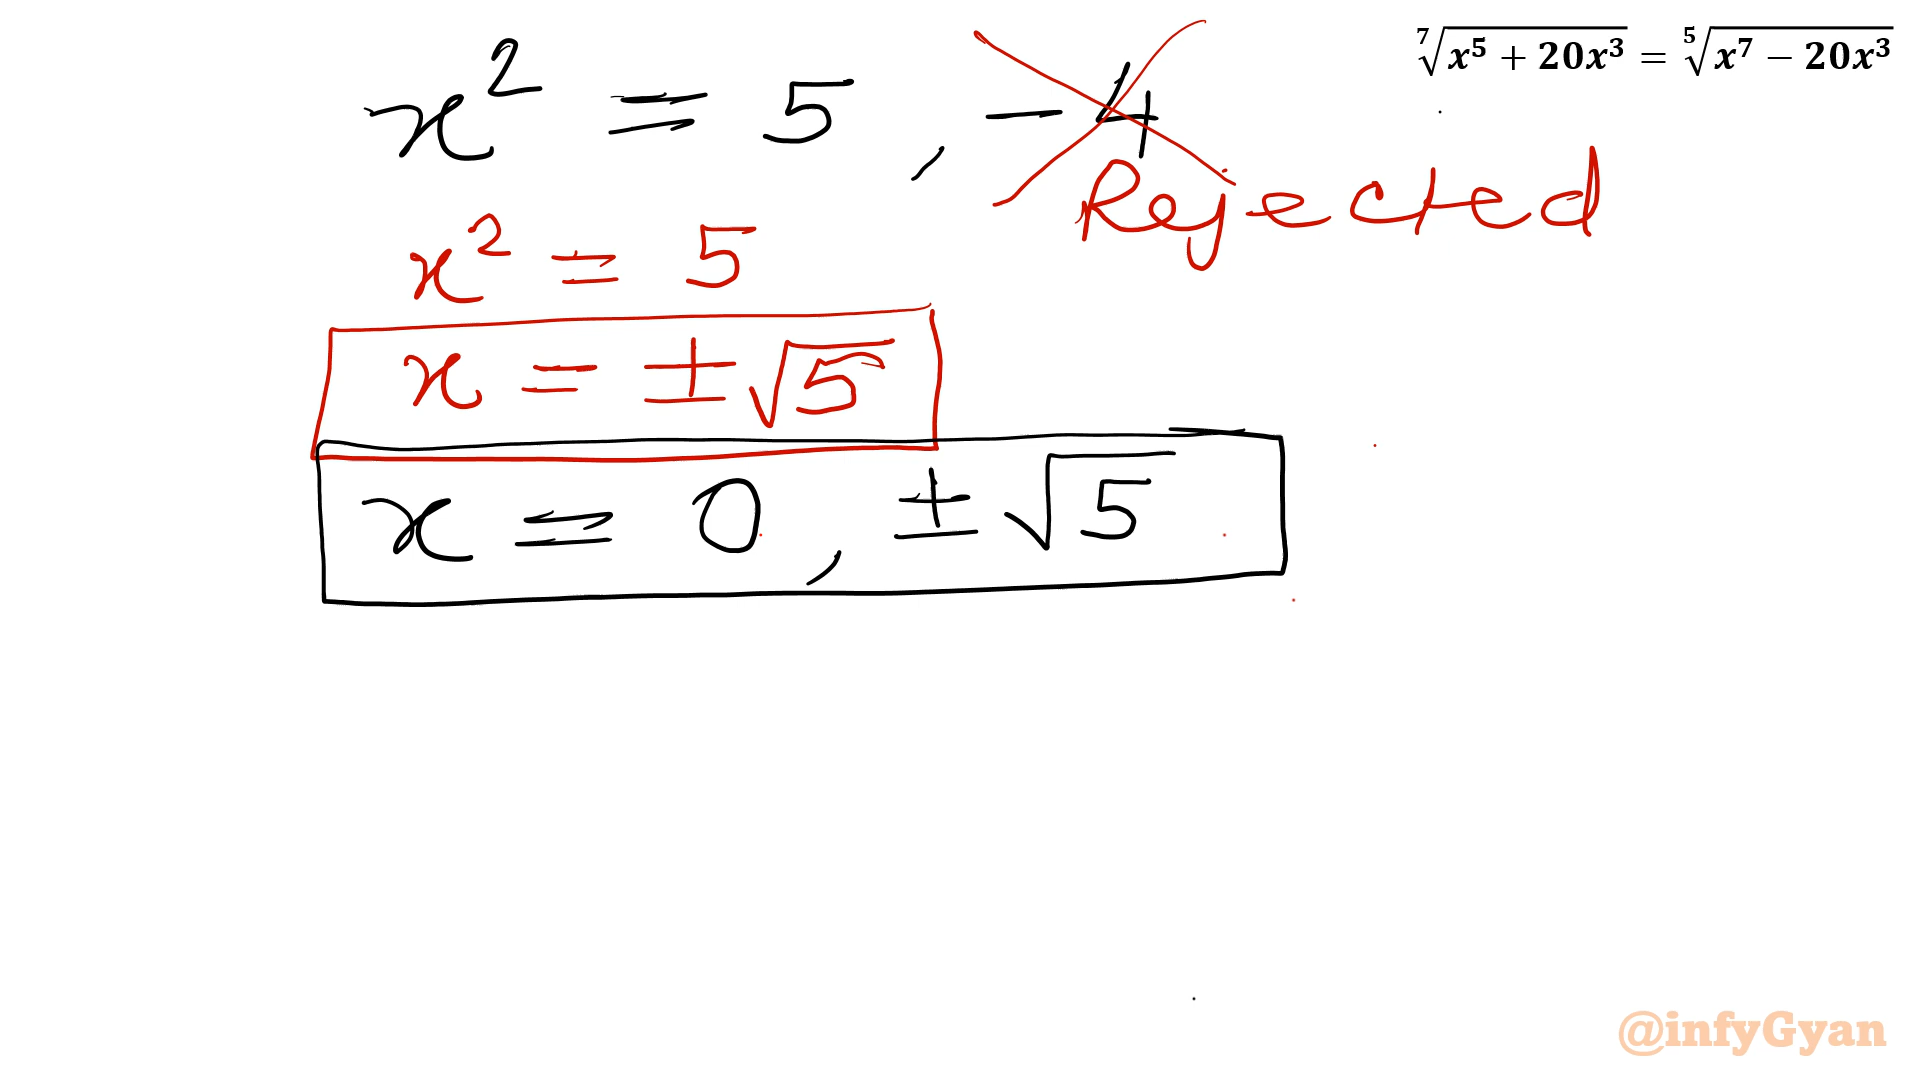 ⁷√(x⁵ + 20x³) = ⁵√(x⁷ − 20x³)
x² = 5 , −4
Rejected
x² = 5
x = ±√5
x = 0 , ±√5
@infyGyan